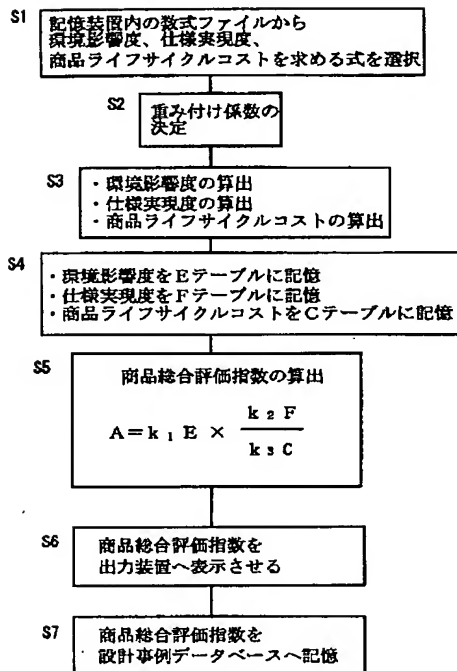 S1
記憶装置内の数式ファイルから
環境影響度、仕様実現度、
商品ライフサイクルコストを求める式を選択
S2
重み付け係数の
決定
S3
・環境影響度の算出
・仕様実現度の算出
・商品ライフサイクルコストの算出
S4
・環境影響度をEテーブルに記憶
・仕様実現度をFテーブルに記憶
・商品ライフサイクルコストをCテーブルに記憶
S5
商品総合評価指数の算出
A=k₁E × k₂F / k₃C
S6
商品総合評価指数を
出力装置へ表示させる
S7
商品総合評価指数を
設計事例データベースへ記憶